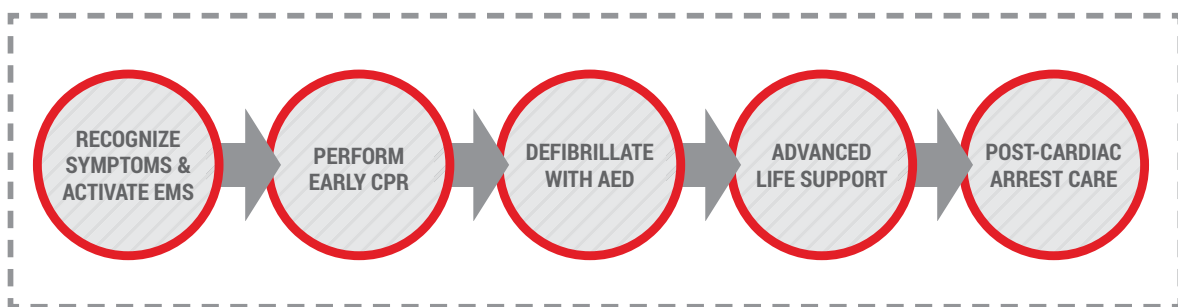 RECOGNIZE
SYMPTOMS &
ACTIVATE EMS
PERFORM
EARLY CPR
DEFIBRILLATE
WITH AED
ADVANCED
LIFE SUPPORT
POST-CARDIAC
ARREST CARE